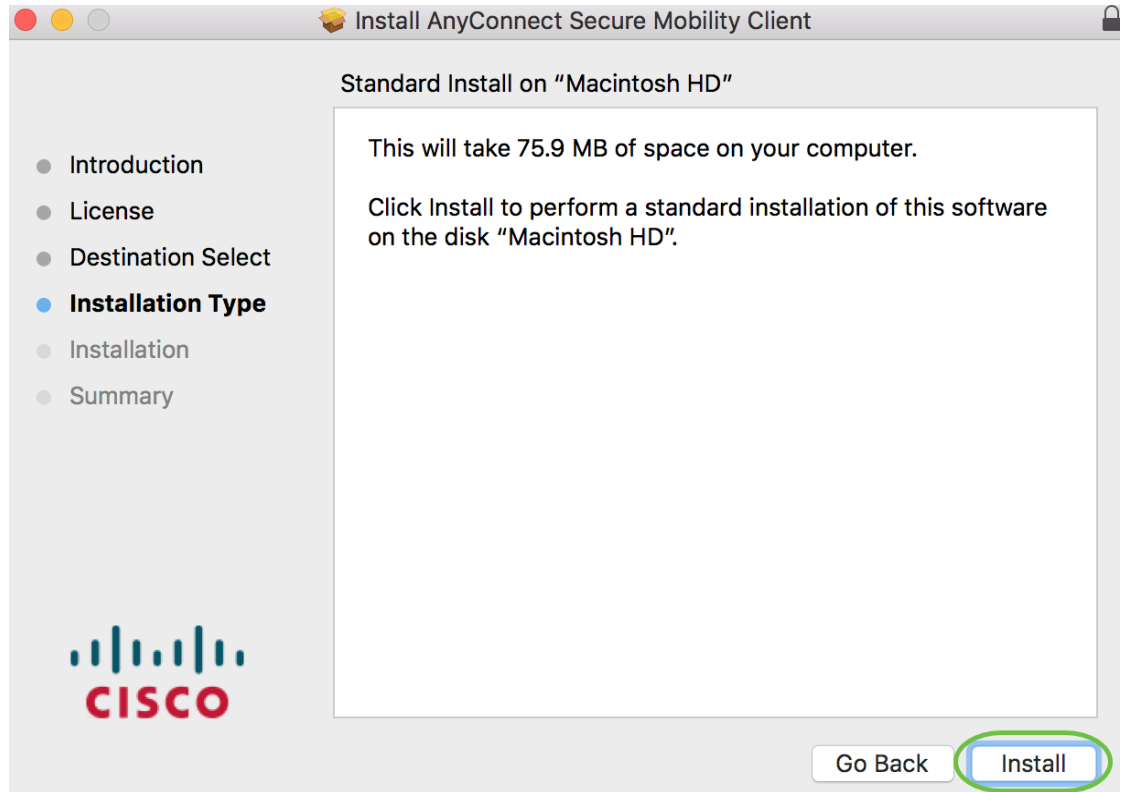 Install AnyConnect Secure Mobility Client
Standard Install on “Macintosh HD”
Introduction
License
Destination Select
Installation Type
Installation
Summary
This will take 75.9 MB of space on your computer.
Click Install to perform a standard installation of this software
on the disk “Macintosh HD”.
CISCO
Go Back
Install